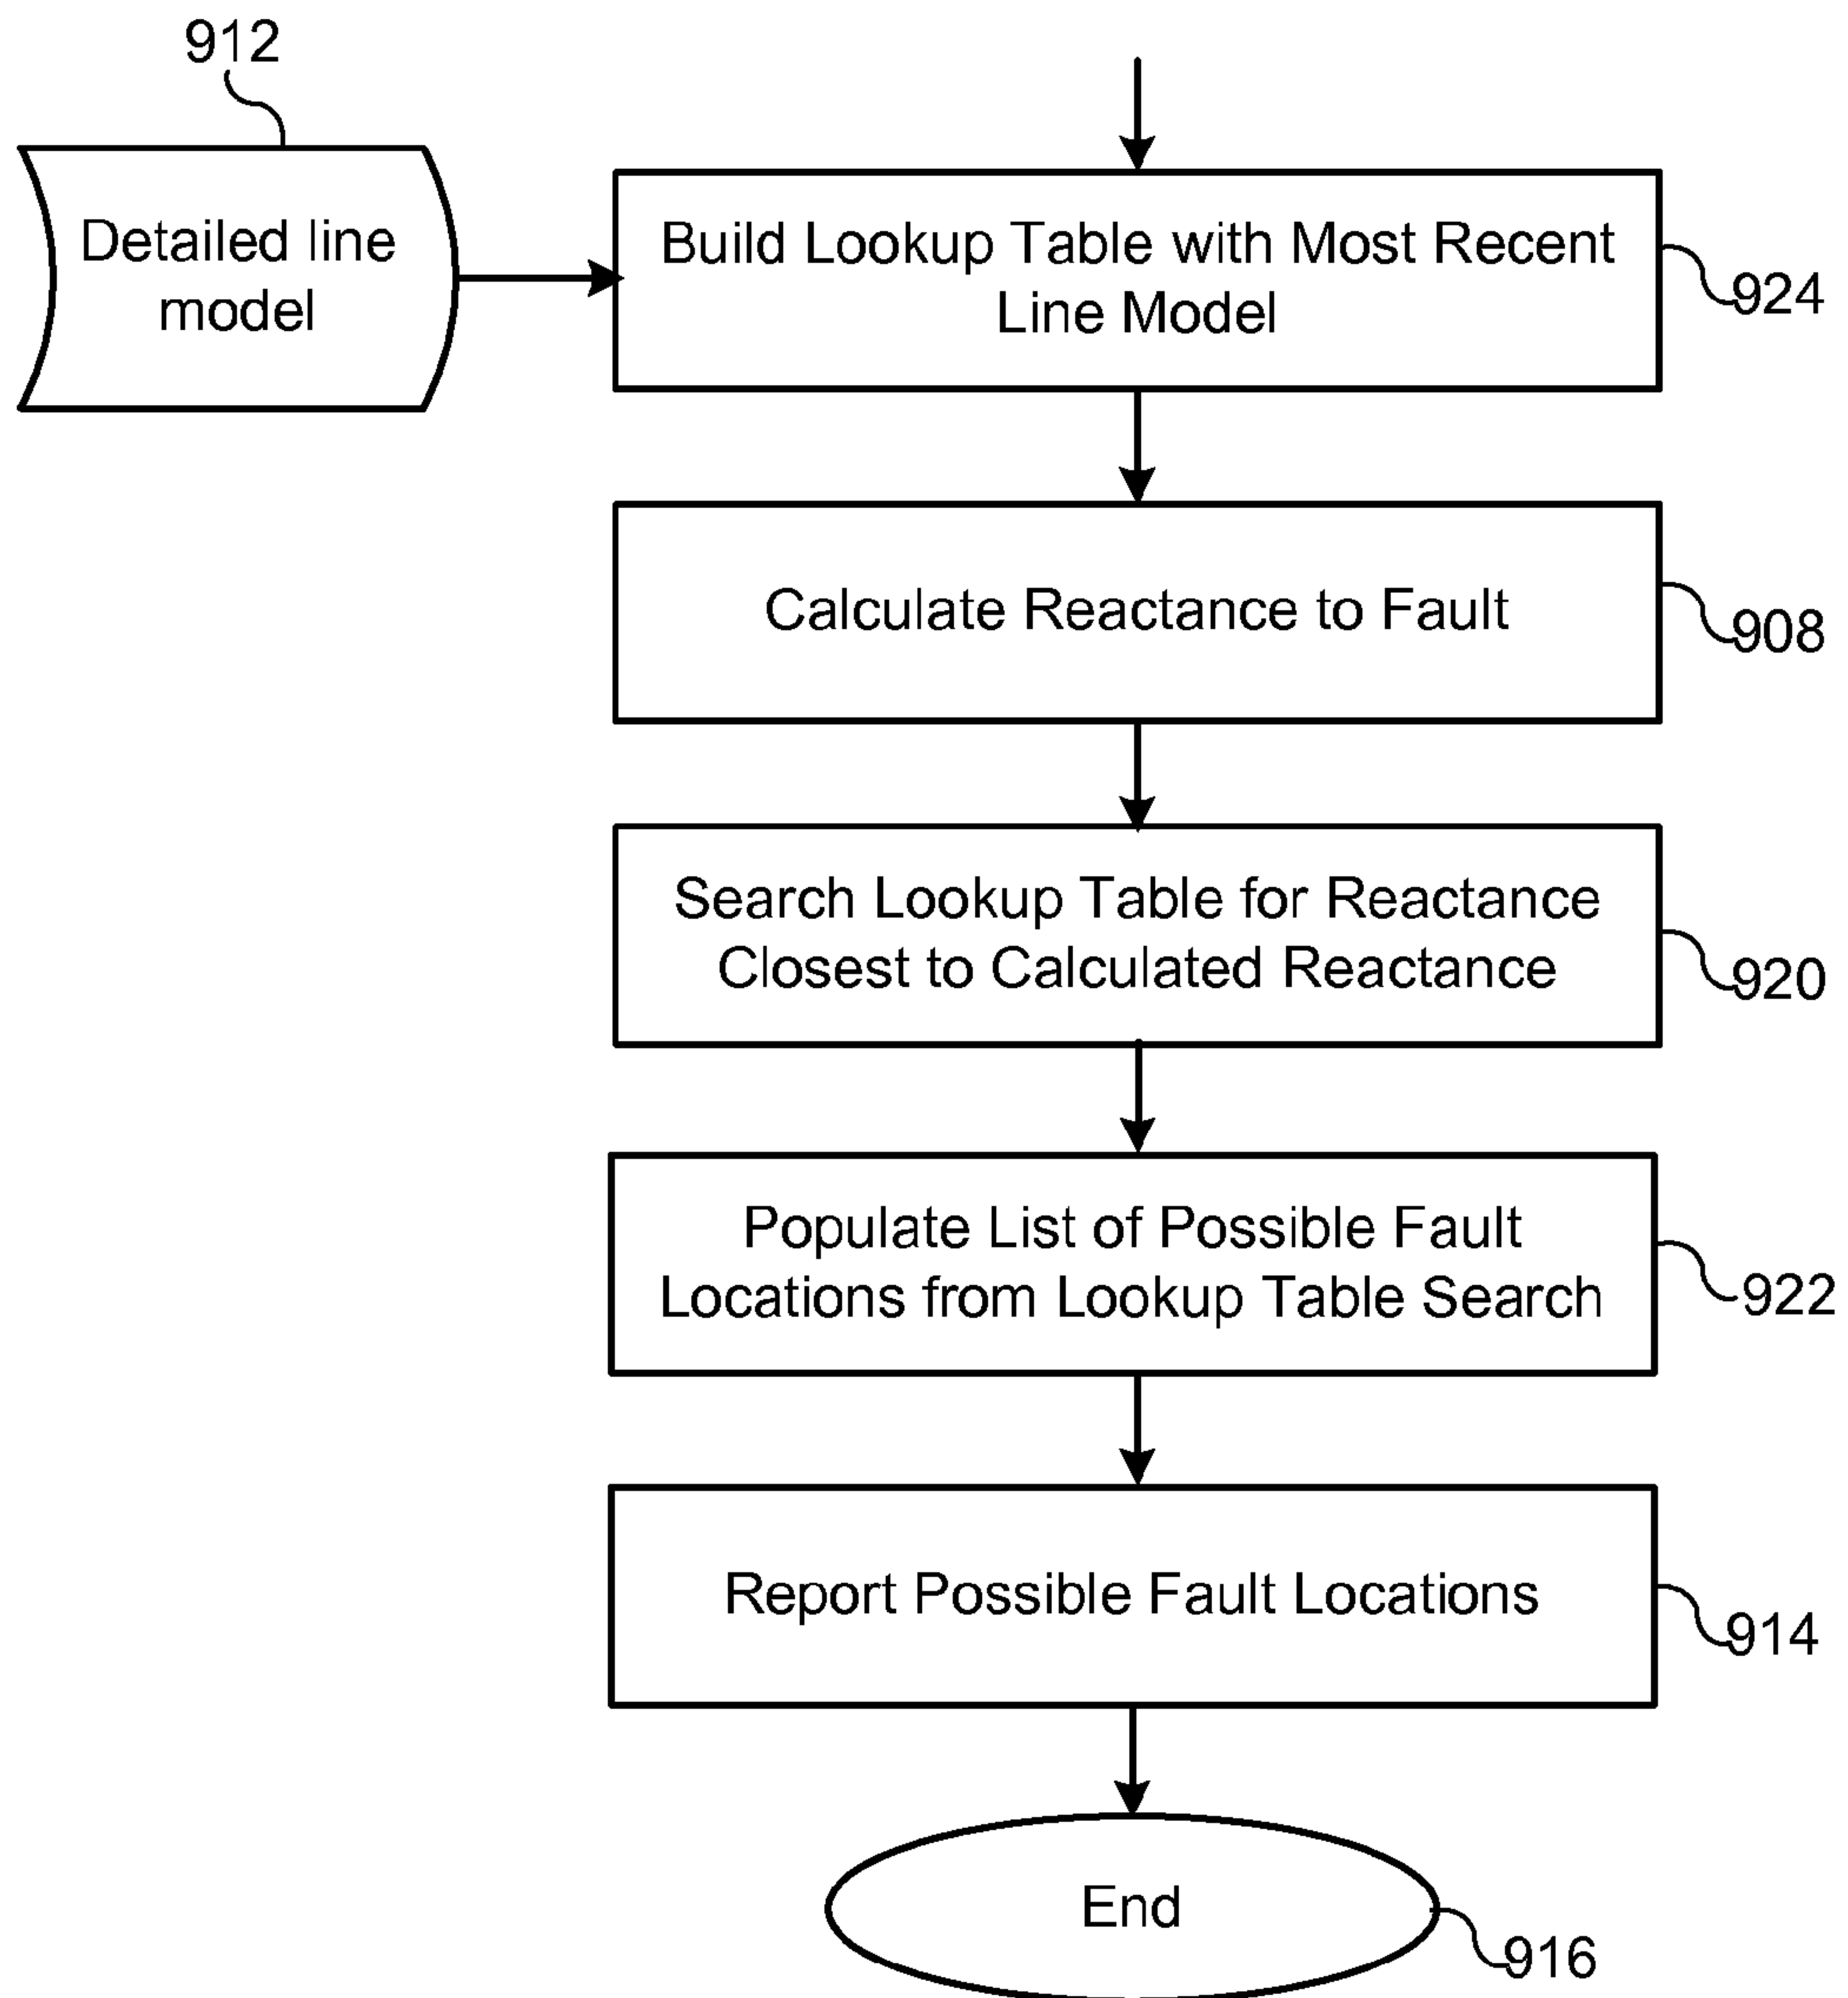 912
Detailed line
model
Build Lookup Table with Most Recent
Line Model
924
Calculate Reactance to Fault
908
Search Lookup Table for Reactance
Closest to Calculated Reactance
920
Populate List of Possible Fault
Locations from Lookup Table Search
922
Report Possible Fault Locations
914
End
916